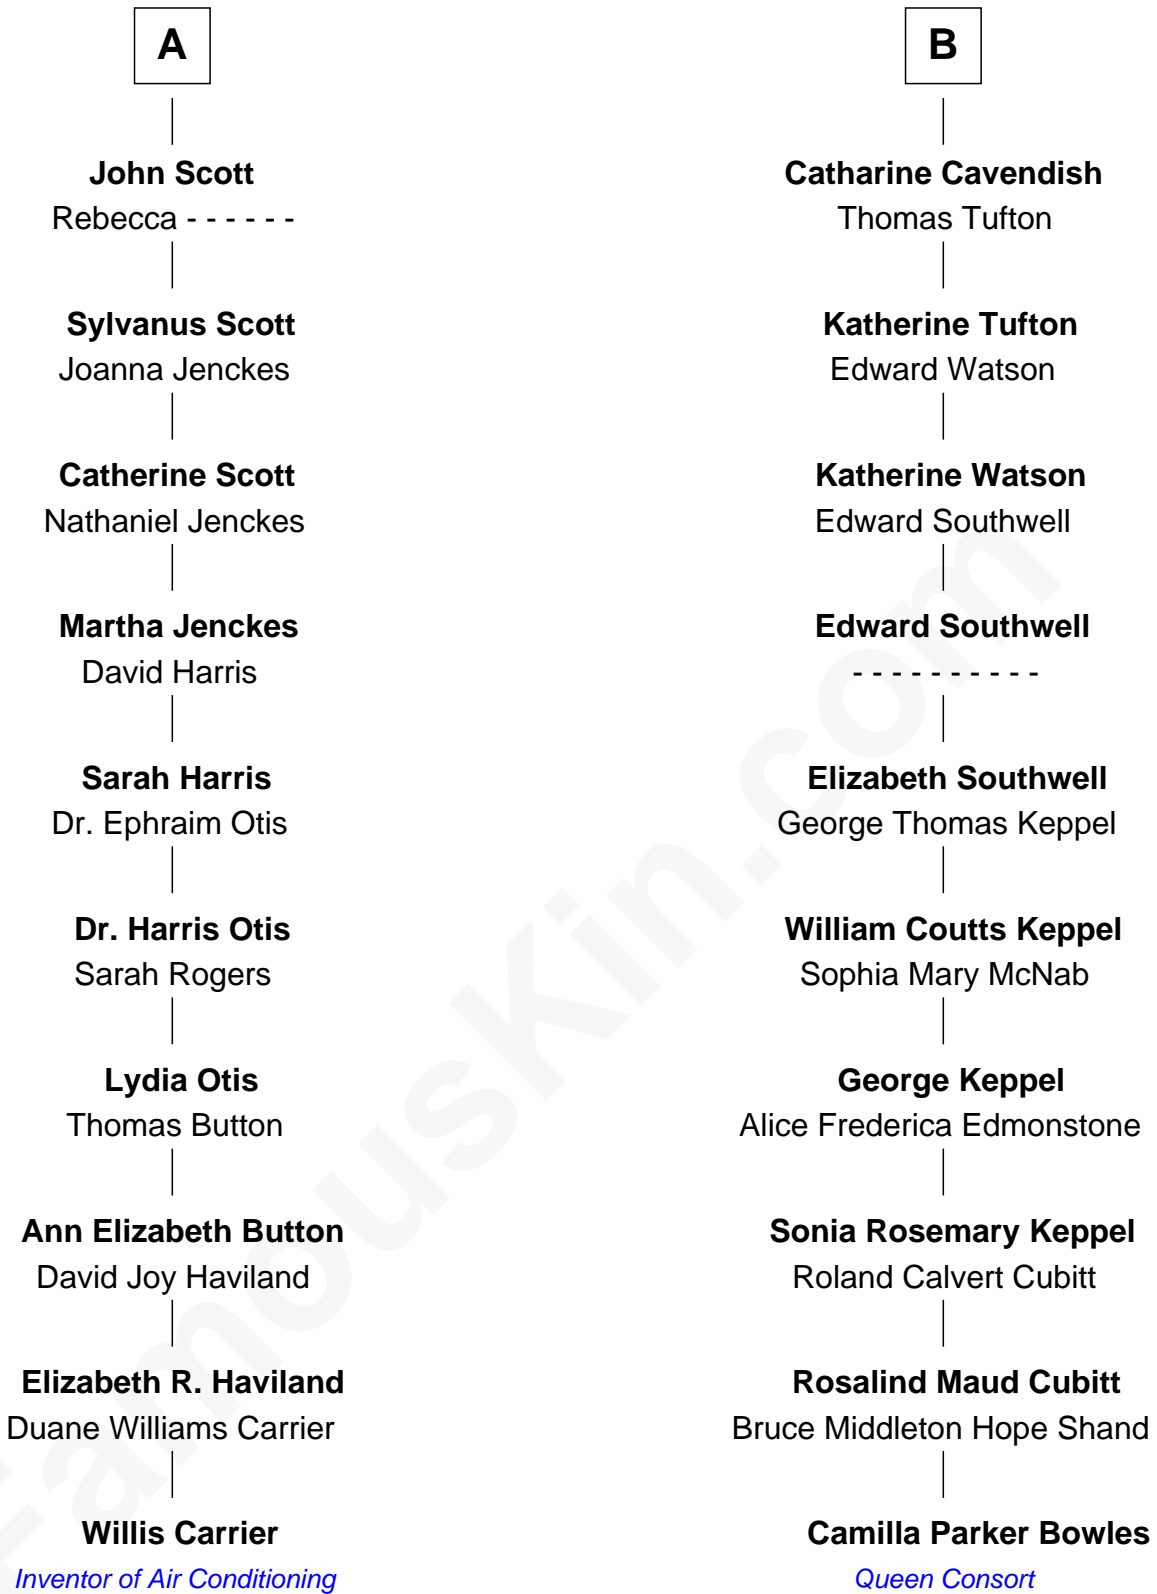 A
B
John Scott
Catharine Cavendish
Rebecca - - - - - -
Thomas Tufton
Sylvanus Scott
Katherine Tufton
Joanna Jenckes
Edward Watson
Catherine Scott
Katherine Watson
Nathaniel Jenckes
Edward Southwell
Martha Jenckes
Edward Southwell
David Harris
- - - - - - - - - -
Sarah Harris
Elizabeth Southwell
Dr. Ephraim Otis
George Thomas Keppel
Dr. Harris Otis
William Coutts Keppel
Sarah Rogers
Sophia Mary McNab
Lydia Otis
George Keppel
Thomas Button
Alice Frederica Edmonstone
Ann Elizabeth Button
Sonia Rosemary Keppel
David Joy Haviland
Roland Calvert Cubitt
Elizabeth R. Haviland
Rosalind Maud Cubitt
Duane Williams Carrier
Bruce Middleton Hope Shand
Willis Carrier
Camilla Parker Bowles
Inventor of Air Conditioning
Queen Consort
FamousKin.com